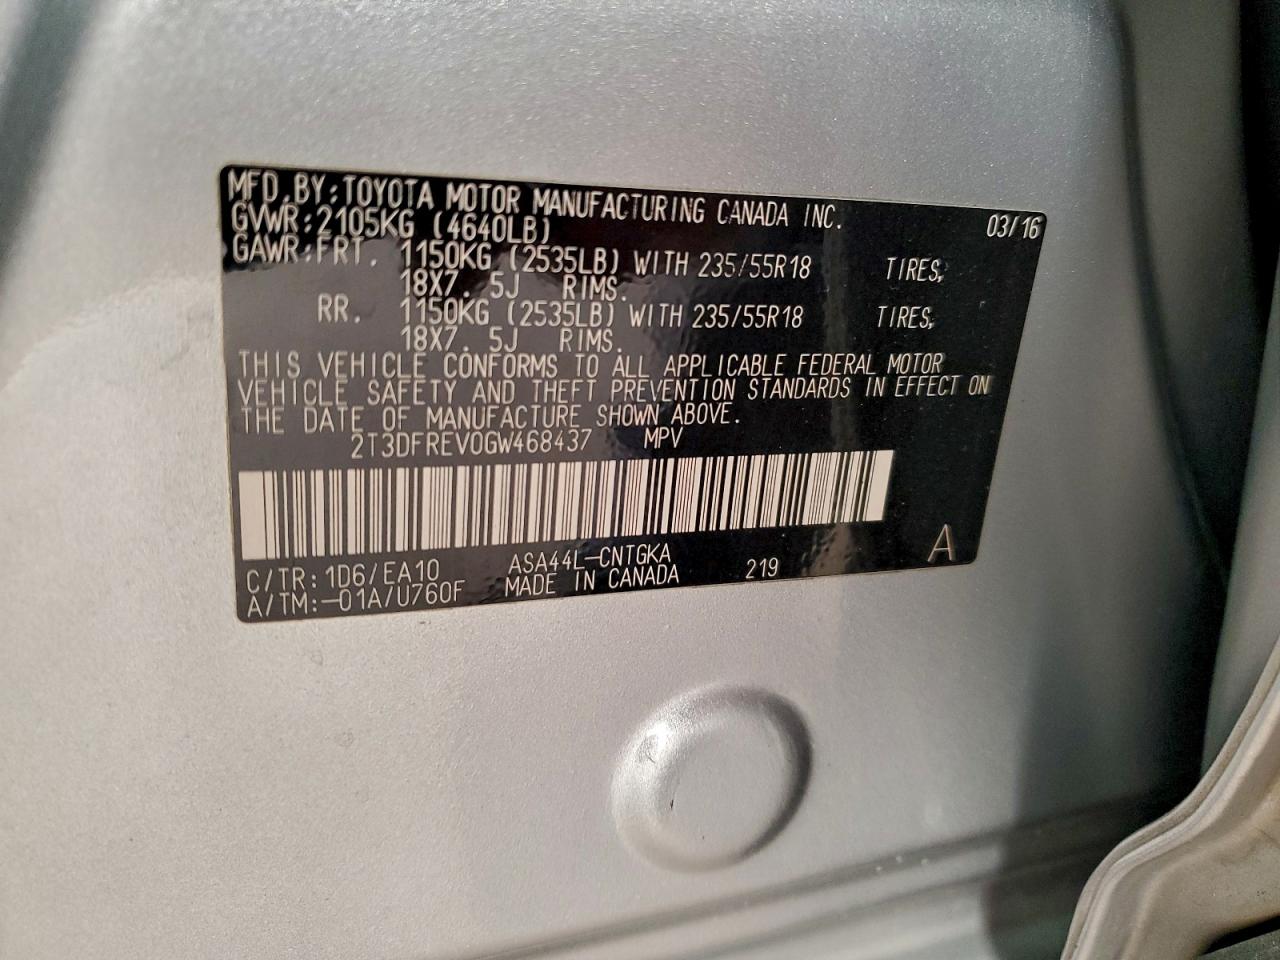 MFD. BY: TOYOTA MOTOR MANUFACTURING CANADA INC. 03/16
GVWR: 2105KG (4640LB)
GAWR: FRT. 1150KG (2535LB) WITH 235/55R18 TIRES,
18X7. 5J RIMS.
RR. 1150KG (2535LB) WITH 235/55R18 TIRES,
18X7. 5J RIMS.
THIS VEHICLE CONFORMS TO ALL APPLICABLE FEDERAL MOTOR
VEHICLE SAFETY AND THEFT PREVENTION STANDARDS IN EFFECT ON
THE DATE OF MANUFACTURE SHOWN ABOVE.
2T3DFREV0GW468437 MPV
C/TR: 1D6/EA10 ASA44L-CNTGKA 219 A
A/TM: -01A/U760F MADE IN CANADA